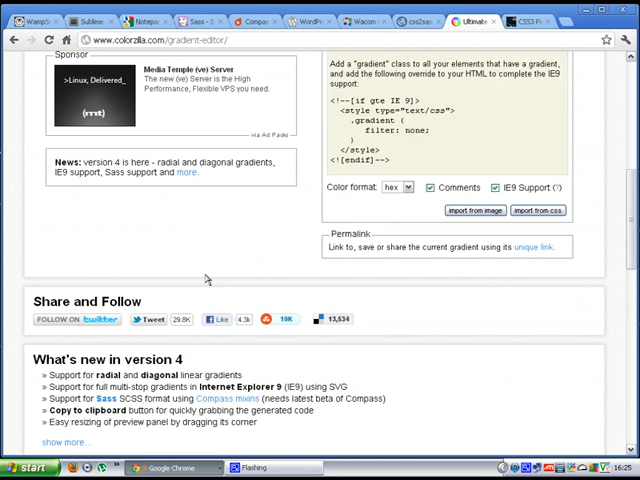 WampS
Sublime
Notepa
Sass - S
Compas
WordPr
Wacom I
css2sas
Ultimate
CSS3 Fl
www.colorzilla.com/gradient-editor/
Sponsor
>Linux, Delivered_
(mt)
Media Temple (ve) Server
The new (ve) Server is the High
Performance, Flexible VPS you need.
via Ad Packs
News: version 4 is here - radial and diagonal gradients,
IE9 support, Sass support and more.
Add a "gradient" class to all your elements that have a gradient,
and add the following override to your HTML to complete the IE9
support:
<!--[if gte IE 9]>
<style type="text/css">
.gradient {
filter: none;
}
</style>
<![endif]-->
Color format: hex Comments IE9 Support (?)
import from image import from css
Permalink
Link to, save or share the current gradient using its unique link.
Share and Follow
FOLLOW ON twitter Tweet 29.8K Like 4.3k 10K 13,534
What's new in version 4
» Support for radial and diagonal linear gradients
» Support for full multi-stop gradients in Internet Explorer 9 (IE9) using SVG
» Support for Sass SCSS format using Compass mixins (needs latest beta of Compass)
» Copy to clipboard button for quickly grabbing the generated code
» Easy resizing of preview panel by dragging its corner
show more...
start
Google Chrome
Flashing
16:25